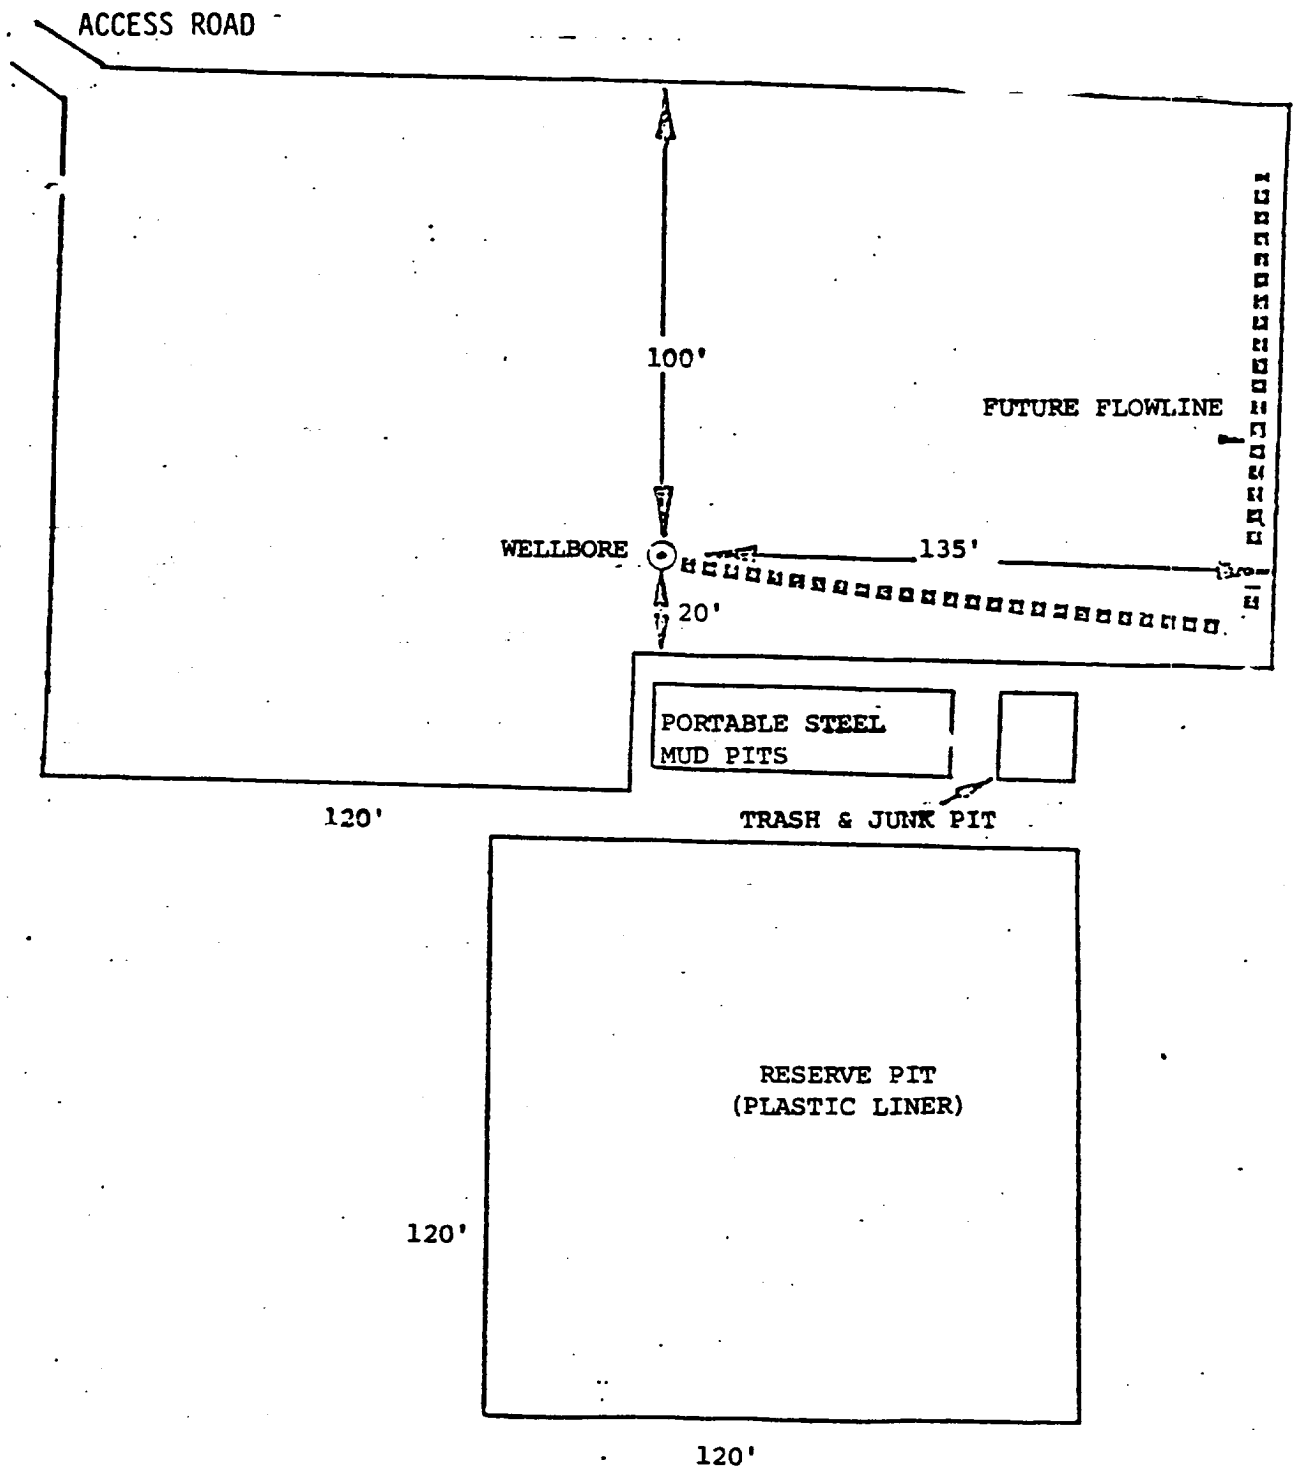 ACCESS ROAD
100'
FUTURE FLOWLINE
WELLBORE
135'
20'
PORTABLE STEEL
MUD PITS
120'
TRASH & JUNK PIT
RESERVE PIT
(PLASTIC LINER)
120'
120'